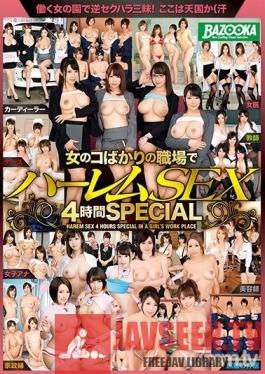 働く女の園で逆セクハラ三昧! ここは天国か(汗
BAZOOKA
カーディーラー
女医
教師
女のコばかりの職場で
ハーレムSEX
4時間SPECIAL
HAREM SEX 4 HOURS SPECIAL IN A GIRL'S WORK PLACE
女子アナ
美容師
家政婦
FREE JAV LIBRARY